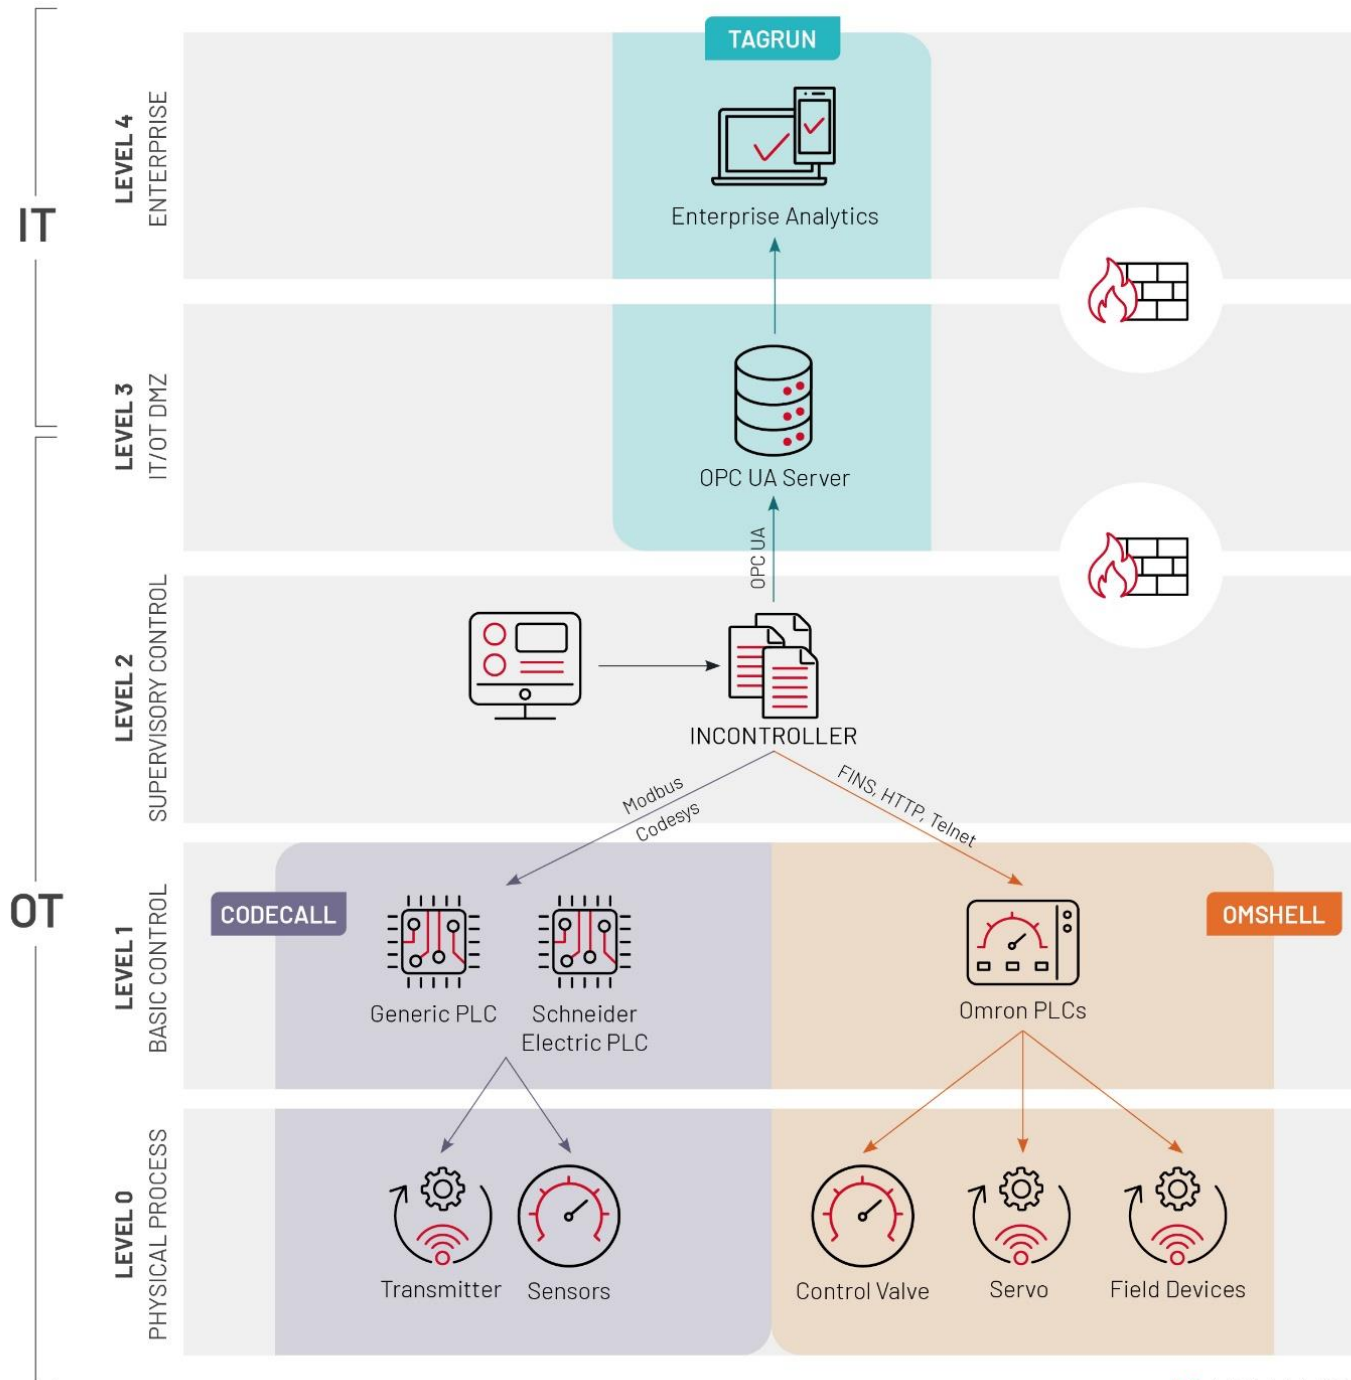 TAGRUN
LEVEL 4
ENTERPRISE
IT
Enterprise Analytics
LEVEL 3
IT/OT DMZ
OPC UA Server
OPC UA
LEVEL 2
SUPERVISORY CONTROL
INCONTROLLER
Modbus
Codesys
FINS, HTTP, Telnet
OT
LEVEL 1
BASIC CONTROL
CODECALL
OMSHELL
Generic PLC
Schneider
Electric PLC
Omron PLCs
LEVEL 0
PHYSICAL PROCESS
Transmitter
Sensors
Control Valve
Servo
Field Devices